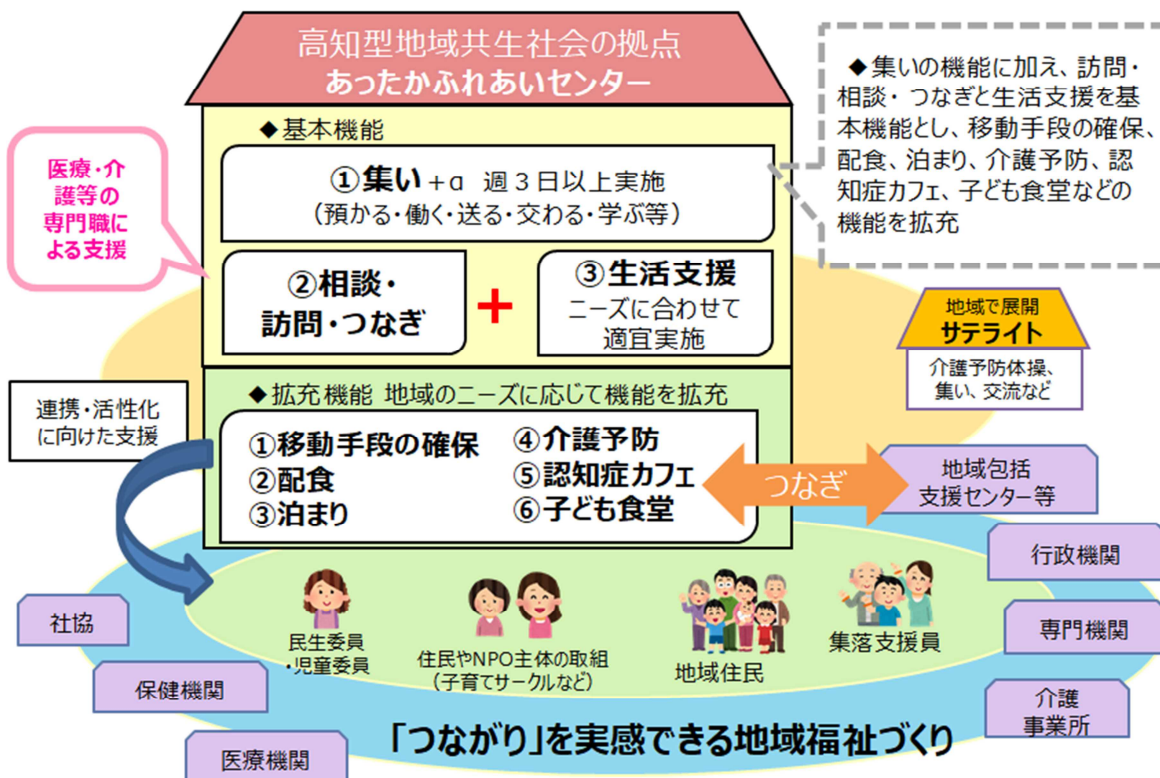 高知型地域共生社会の拠点
あったかふれあいセンター
◆集いの機能に加え、訪問・
相談・つなぎと生活支援を基
本機能とし、移動手段の確保、
配食、泊まり、介護予防、認
知症カフェ、子ども食堂などの
機能を拡充
◆基本機能
①集い +α 週3日以上実施
(預かる・働く・送る・交わる・学ぶ等)
医療・介
護等の
専門職に
よる支援
②相談・
訪問・つなぎ
+
③生活支援
ニーズに合わせて
適宜実施
地域で展開
サテライト
介護予防体操、
集い、交流など
◆拡充機能 地域のニーズに応じて機能を拡充
①移動手段の確保
②配食
③泊まり
④介護予防
⑤認知症カフェ
⑥子ども食堂
連携・活性化
に向けた支援
つなぎ
地域包括
支援センター等
行政機関
専門機関
介護
事業所
社協
保健機関
医療機関
民生委員
・児童委員
住民やNPO主体の取組
(子育てサークルなど)
地域住民
集落支援員
「つながり」を実感できる地域福祉づくり